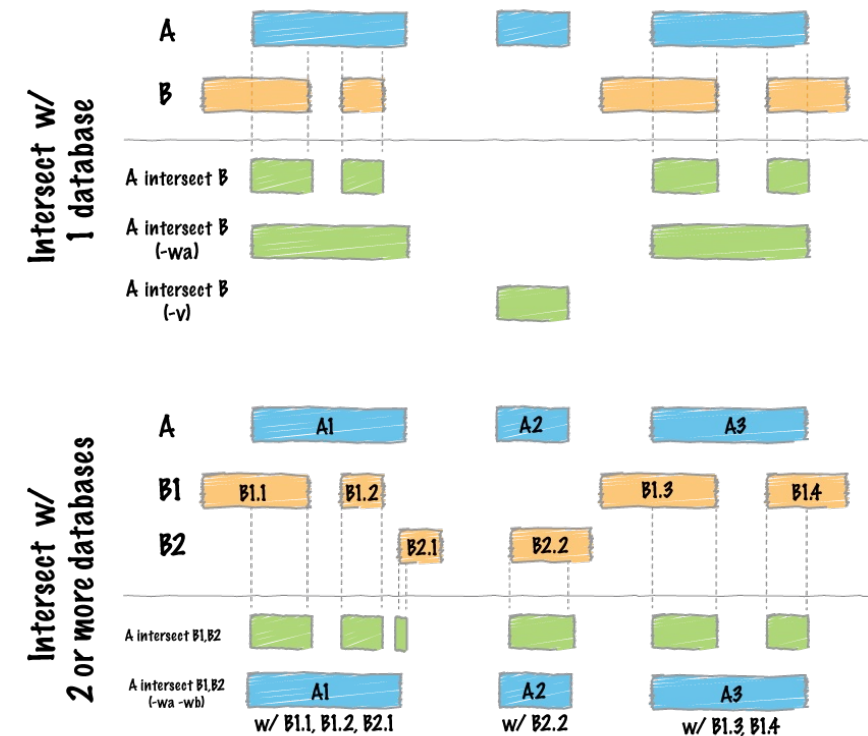 Intersect w/
1 database
A
B
A intersect B
A intersect B
(-wa)
A intersect B
(-v)
Intersect w/
2 or more databases
A
A1
A2
A3
B1
B1.1
B1.2
B1.3
B1.4
B2
B2.1
B2.2
A intersect B1,B2
A intersect B1,B2
(-wa -wb)
A1
A2
A3
w/ B1.1, B1.2, B2.1
w/ B2.2
w/ B1.3, B1.4